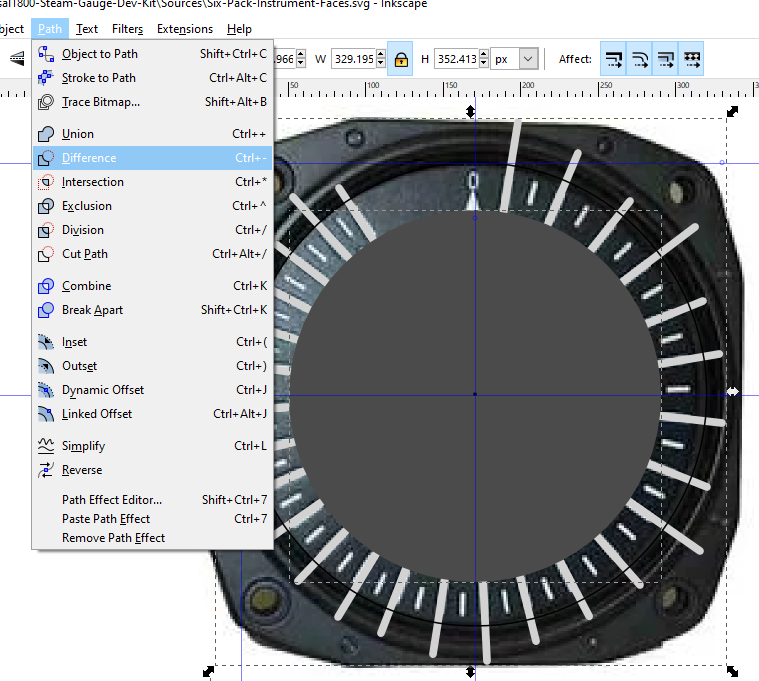 sal1800-Steam-Gauge-Dev-Kit\Sources\Six-Pack-Instrument-Faces.svg - Inkscape
bject Path Text Filters Extensions Help
.966 W 329.195 H 352.413 px Affect:
50 100 150 200 250 300 3
Object to Path Shift+Ctrl+C
Stroke to Path Ctrl+Alt+C
Trace Bitmap... Shift+Alt+B
Union Ctrl++
Difference Ctrl+-
Intersection Ctrl+*
Exclusion Ctrl+^
Division Ctrl+/
Cut Path Ctrl+Alt+/
Combine Ctrl+K
Break Apart Shift+Ctrl+K
Inset Ctrl+(
Outset Ctrl+)
Dynamic Offset Ctrl+J
Linked Offset Ctrl+Alt+J
Simplify Ctrl+L
Reverse
Path Effect Editor... Shift+Ctrl+7
Paste Path Effect Ctrl+7
Remove Path Effect
0